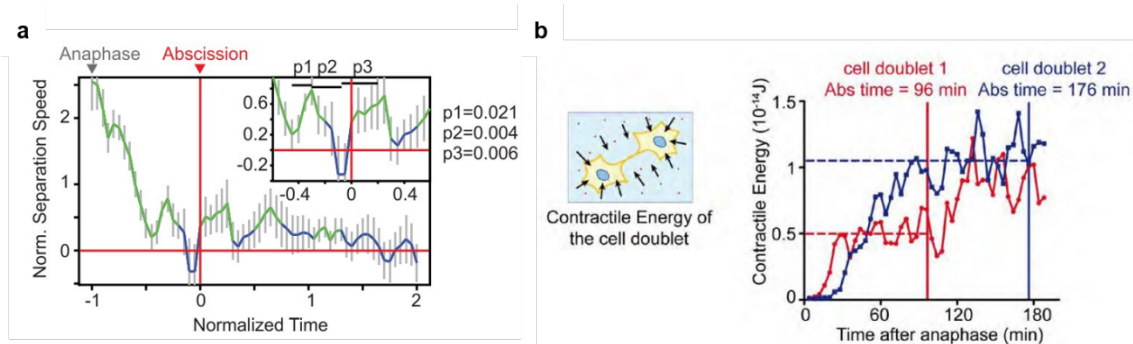 a
Anaphase
Abscission
Norm. Separation Speed
2
1
0
-1
0
1
2
Normalized Time
p1
p2
p3
0.6
0.2
-0.2
-0.4
0
0.4
p1=0.021
p2=0.004
p3=0.006
b
Contractile Energy of
the cell doublet
cell doublet 1
Abs time = 96 min
cell doublet 2
Abs time = 176 min
Contractile Energy (10⁻¹⁴J)
1.5
1
0.5
0
0
60
120
180
Time after anaphase (min)